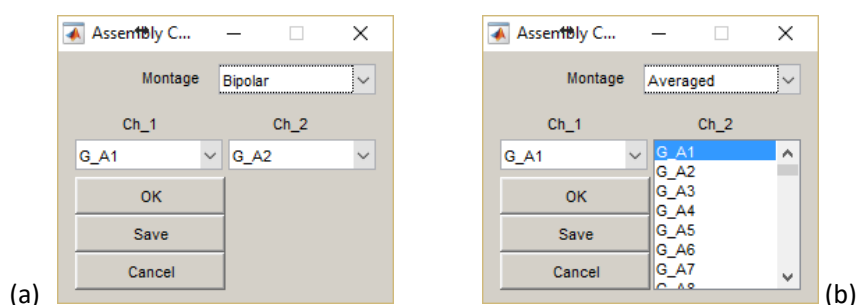 Assembly C...
Montage Bipolar
Ch_1 Ch_2
G_A1 G_A2
OK
Save
Cancel
(a)
Assembly C...
Montage Averaged
Ch_1 Ch_2
G_A1
G_A1
G_A2
G_A3
OK
G_A4
Save
G_A5
G_A6
Cancel
G_A7
G_A8
(b)